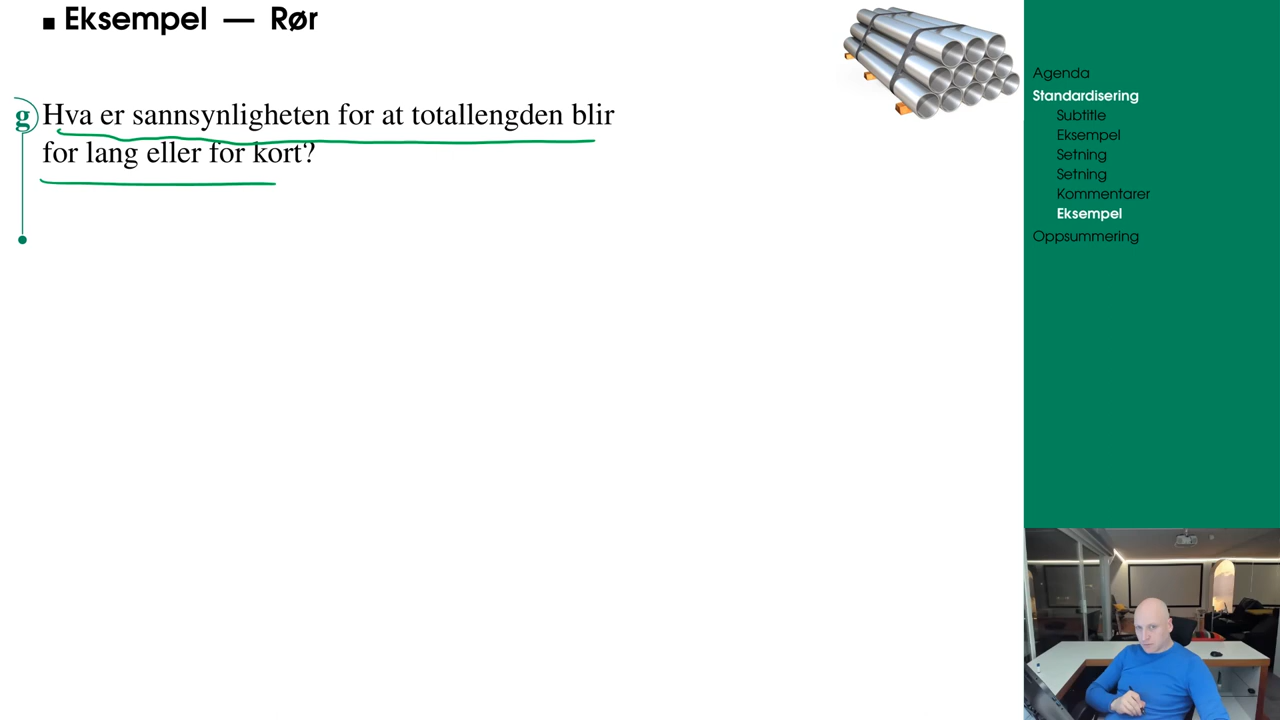 Eksempel — Rør
g Hva er sannsynligheten for at totallengden blir
for lang eller for kort?
Agenda
Standardisering
Subtitle
Eksempel
Setning
Setning
Kommentarer
Eksempel
Oppsummering